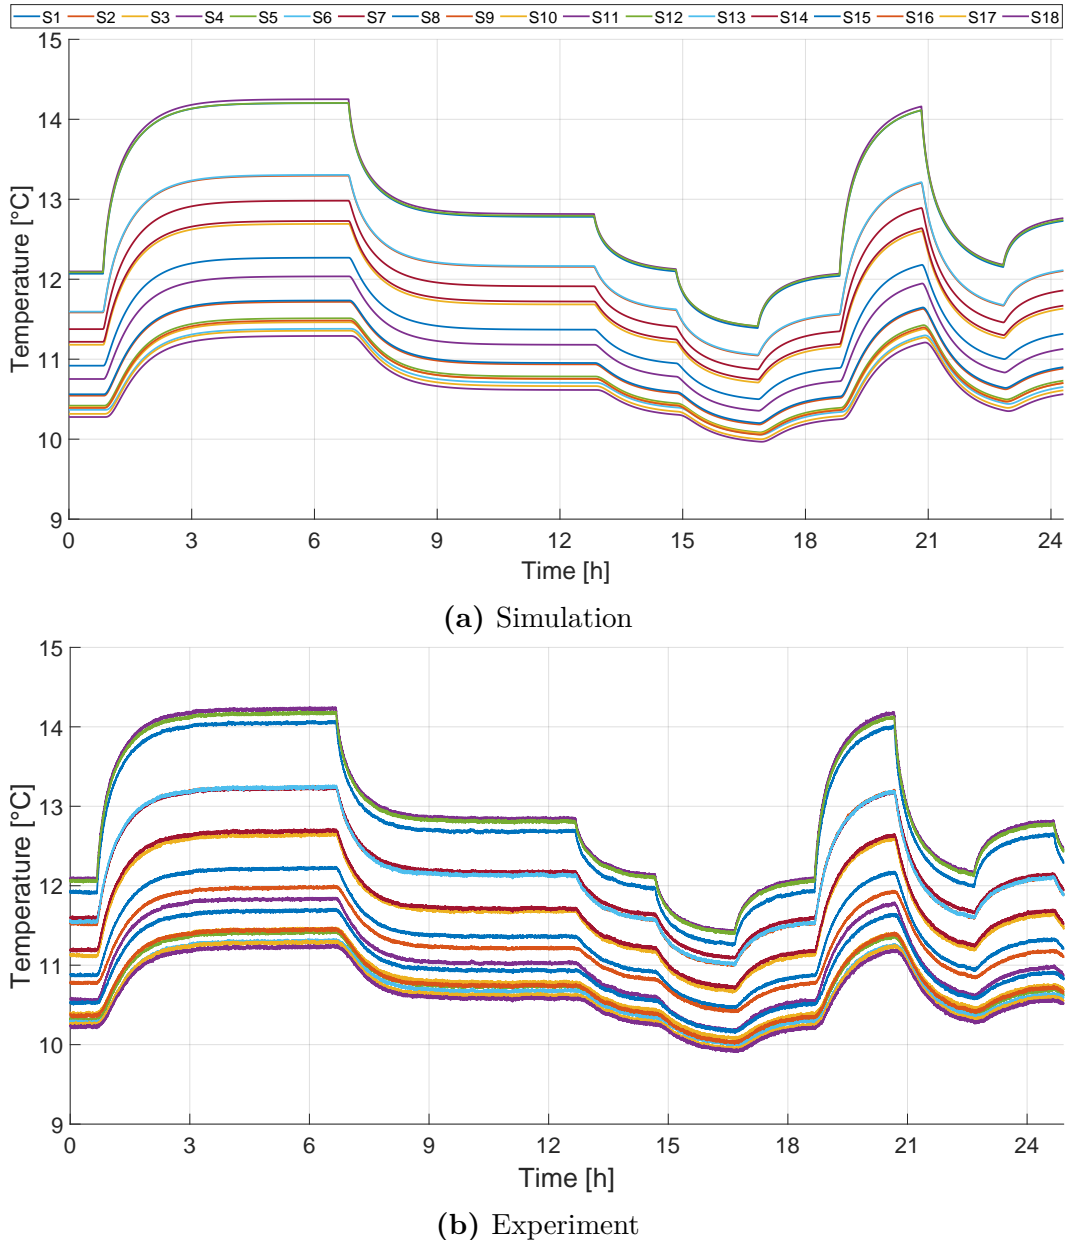 S1 S2 S3 S4 S5 S6 S7 S8 S9 S10 S11 S12 S13 S14 S15 S16 S17 S18
15
14
13
12
11
10
9
Temperature [°C]
0 3 6 9 12 15 18 21 24
Time [h]
(a) Simulation
15
14
13
12
11
10
9
Temperature [°C]
0 3 6 9 12 15 18 21 24
Time [h]
(b) Experiment